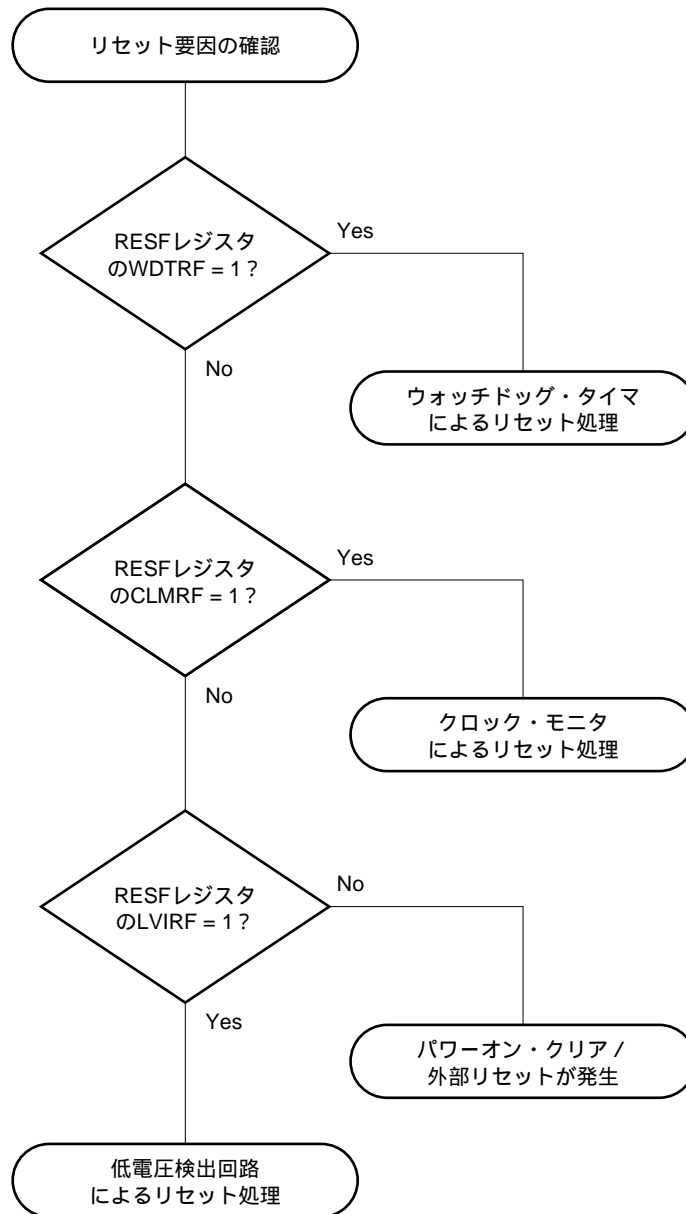 リセット要因の確認
RESFレジスタ
のWDTRF = 1？
Yes
No
ウォッチドッグ・タイマ
によるリセット処理
RESFレジスタ
のCLMRF = 1？
Yes
No
クロック・モニタ
によるリセット処理
RESFレジスタ
のLVIRF = 1？
No
Yes
パワーオン・クリア /
外部リセットが発生
低電圧検出回路
によるリセット処理